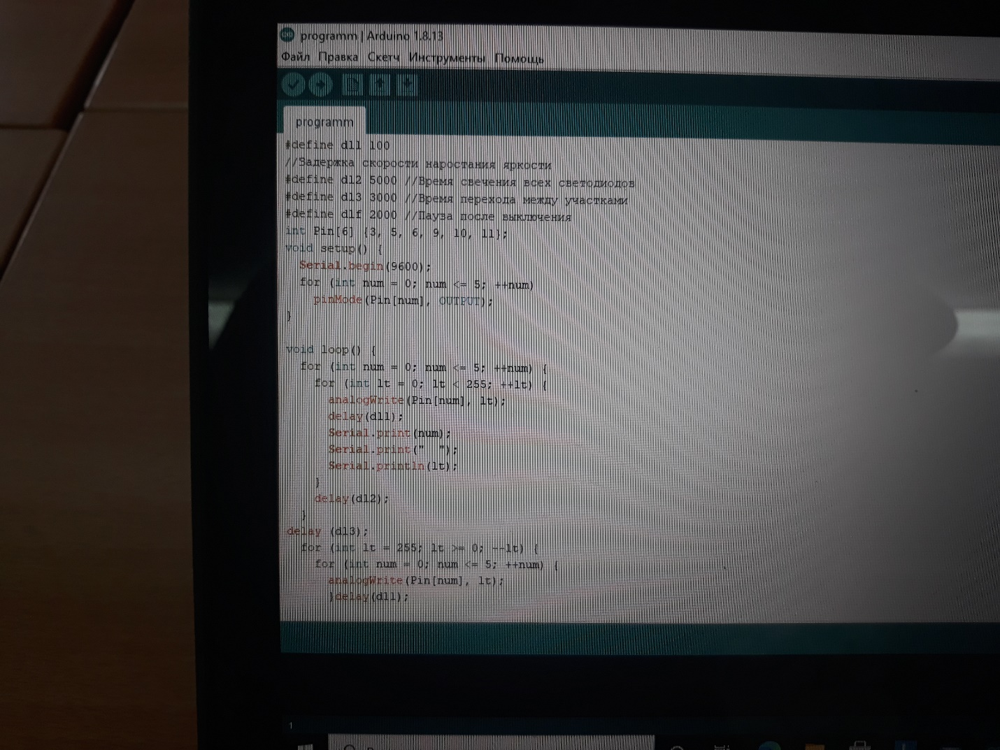 programm | Arduino 1.8.13
Файл Правка Скетч Инструменты Помощь
programm
#define dl1 100
//Задержка скорости наростания яркости
#define dl2 5000 //Время свечения всех светодиодов
#define dl3 3000 //Время перехода между участками
#define dlf 2000 //Пауза после выключения
int Pin[6] {3, 5, 6, 9, 10, 11};
void setup() {
Serial.begin(9600);
for (int num = 0; num <= 5; ++num)
pinMode(Pin[num], OUTPUT);
}
void loop() {
for (int num = 0; num <= 5; ++num) {
for (int lt = 0; lt < 255; ++lt) {
analogWrite(Pin[num], lt);
delay(dl1);
Serial.print(num);
Serial.print("  ");
Serial.println(lt);
}
delay(dl2);
}
delay (dl3);
for (int lt = 255; lt >= 0; --lt) {
for (int num = 0; num <= 5; ++num) {
analogWrite(Pin[num], lt);
}delay(dl1);
1